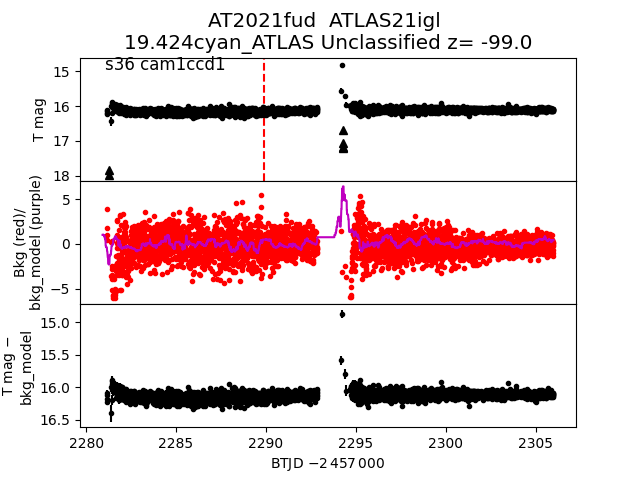 AT2021fud  ATLAS21igl
19.424cyan_ATLAS Unclassified z= -99.0
s36 cam1ccd1
15
16
17
18
T mag
5
0
−5
Bkg (red)/
bkg_model (purple)
15.0
15.5
16.0
16.5
T mag −
bkg_model
2280
2285
2290
2295
2300
2305
BTJD −2 457 000